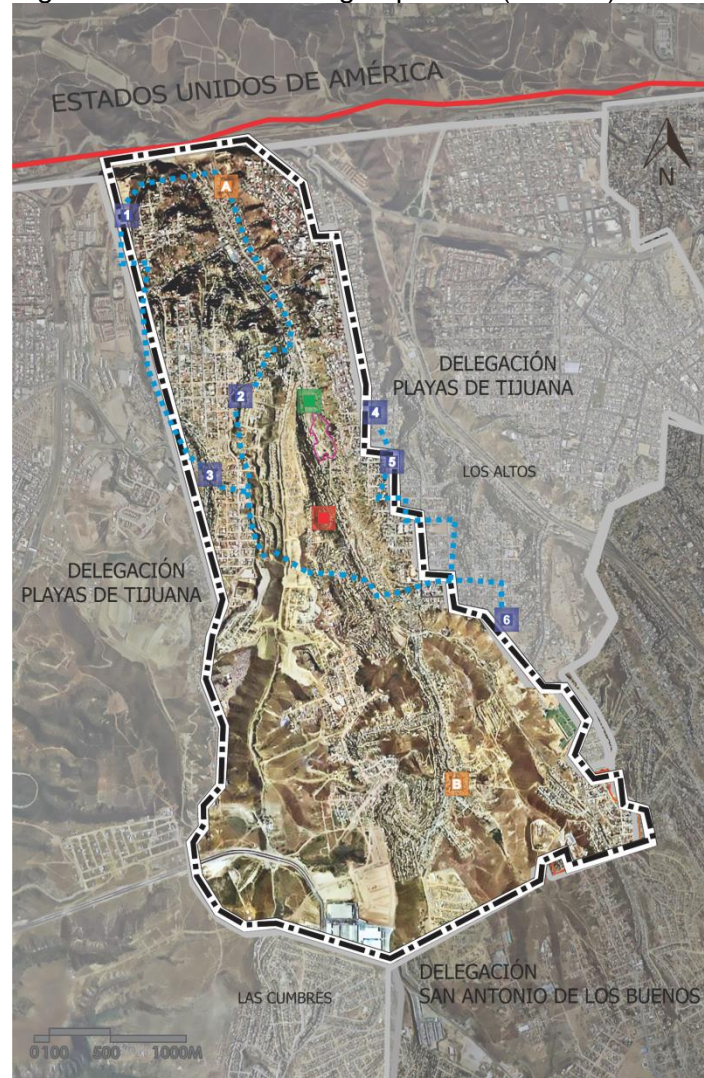 ESTADOS UNIDOS DE AMÉRICA
N
A
1
DELEGACIÓN
PLAYAS DE TIJUANA
2
4
5
LOS ALTOS
3
DELEGACIÓN
PLAYAS DE TIJUANA
6
B
DELEGACIÓN
SAN ANTONIO DE LOS BUENOS
LAS CUMBRES
0 100 500 1000M